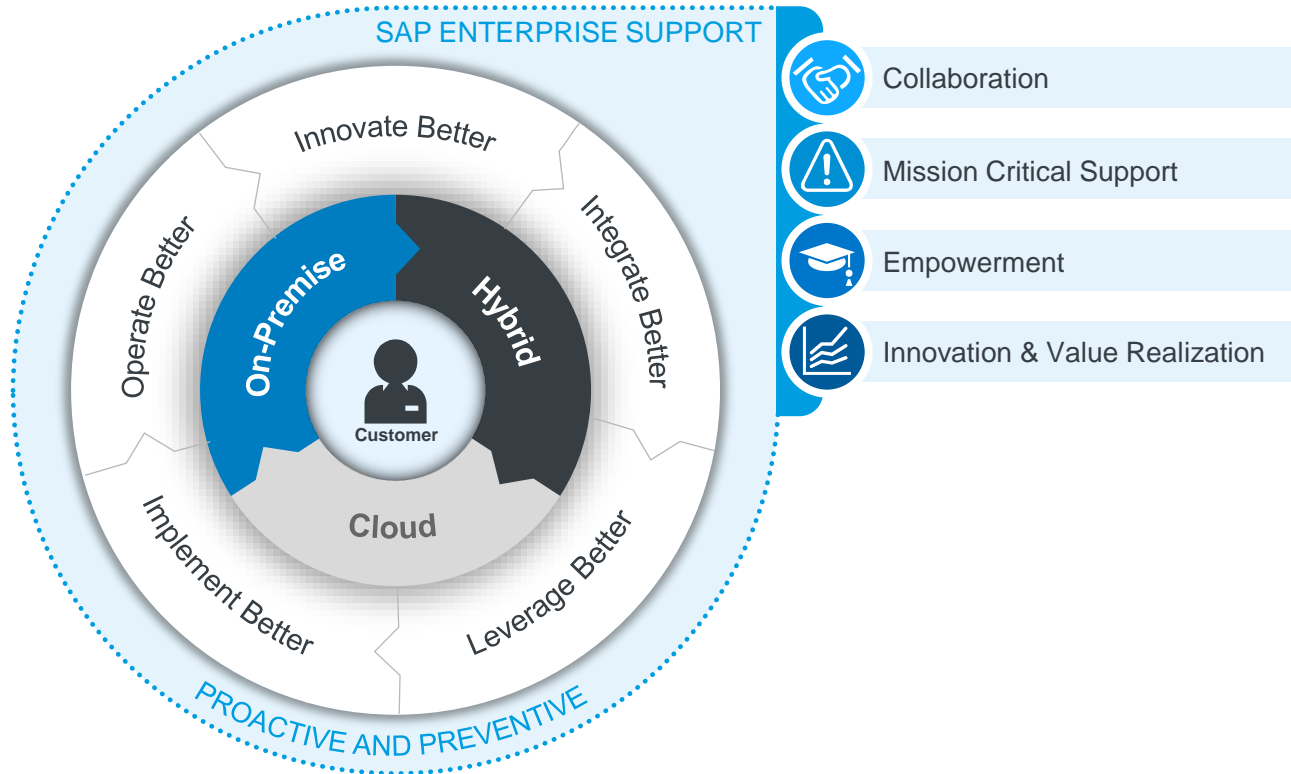 SAP ENTERPRISE SUPPORT
Collaboration
Mission Critical Support
Empowerment
Innovation & Value Realization
Innovate Better
Integrate Better
Leverage Better
Implement Better
Operate Better
On-Premise
Hybrid
Cloud
Customer
PROACTIVE AND PREVENTIVE